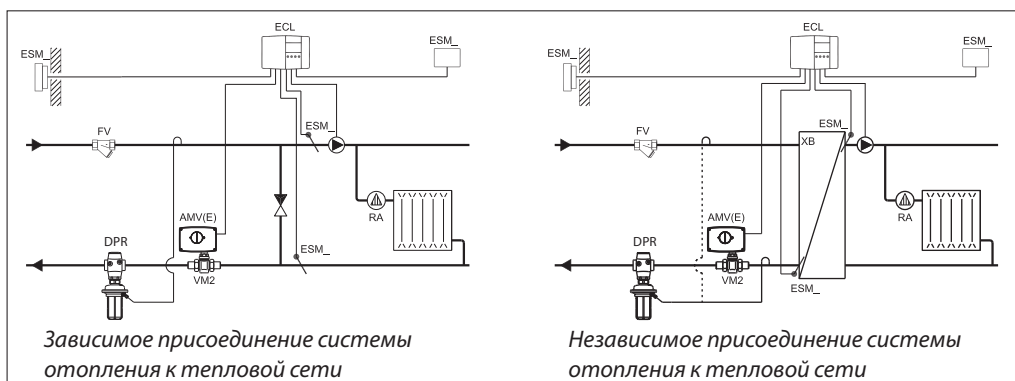 ECL
ESM_
ESM_
FV
ESM_
AMV(E)
RA
DPR
ESM_
VM2
Зависимое присоединение системы
отопления к тепловой сети
ECL
ESM_
ESM_
FV
ESM_
XB
AMV(E)
RA
DPR
VM2
ESM_
Независимое присоединение системы
отопления к тепловой сети